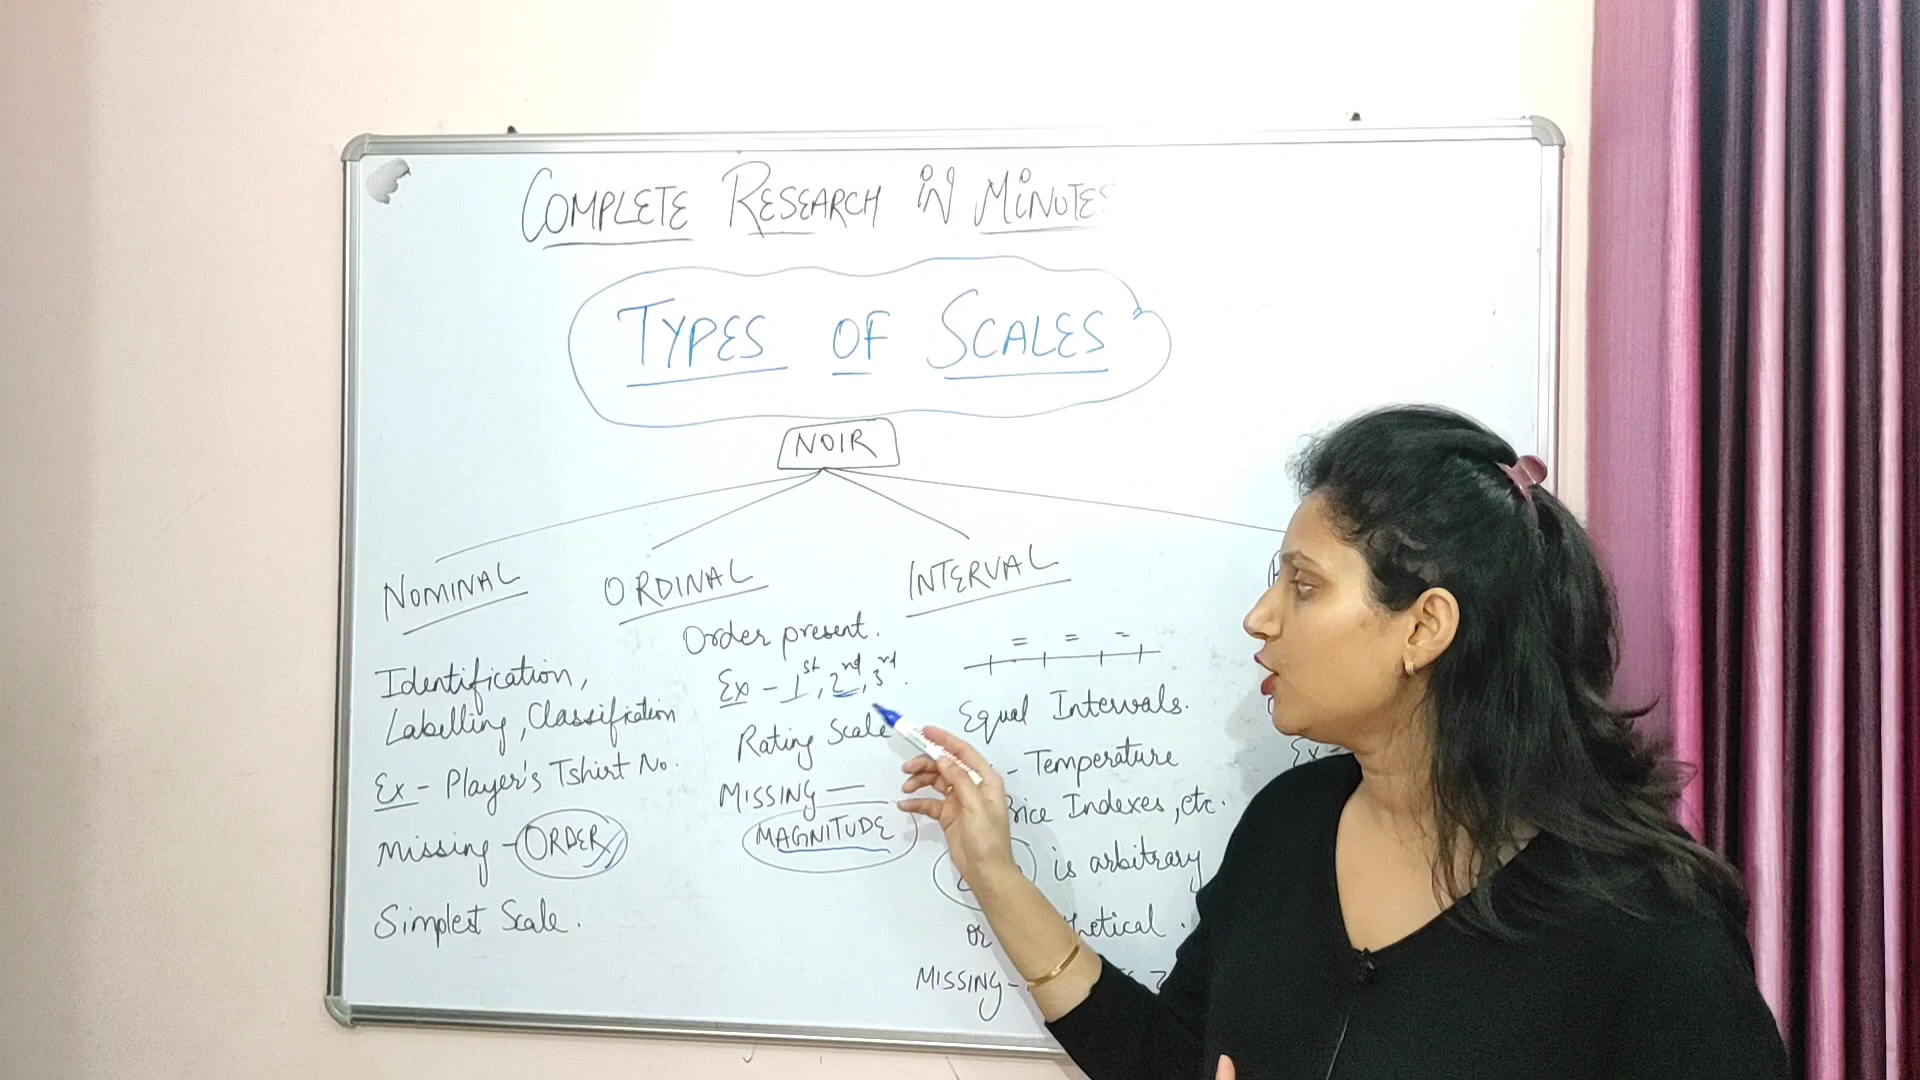 COMPLETE RESEARCH IN MINUTES
TYPES OF SCALES
NOIR
NOMINAL
Identification,
Labelling, Classification
Ex - Player's Tshirt No.
Missing - ORDER
Simplest Scale.
ORDINAL
Order present.
Ex - 1st, 2nd, 3rd.
Rating Scale
MISSING —
MAGNITUDE
INTERVAL
= = =
Equal Intervals.
- Temperature
Indexes, etc.
is arbitrary
or
MISSING -
Ex -